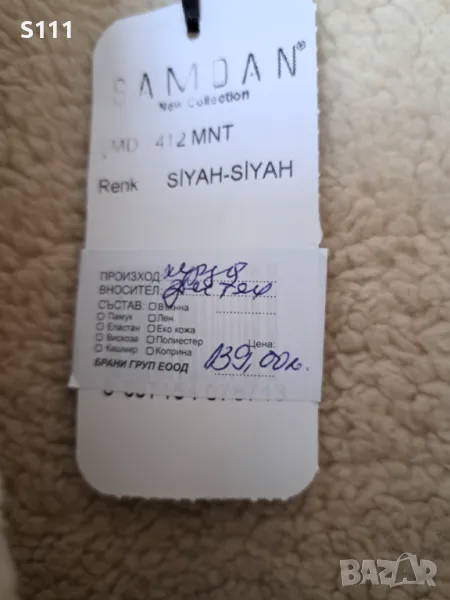 S111
SAMDAN®
New Collection
MD 412 MNT
Renk SİYAH-SİYAH
ПРОИЗХОД:
ВНОСИТЕЛ:
СЪСТАВ: Вълна
Памук Лен
Еластан Еко кожа
Вискоза Полиестер
Кашмир Коприна
Цена:
139,00лв.
БРАНИ ГРУП ЕООД
bazar